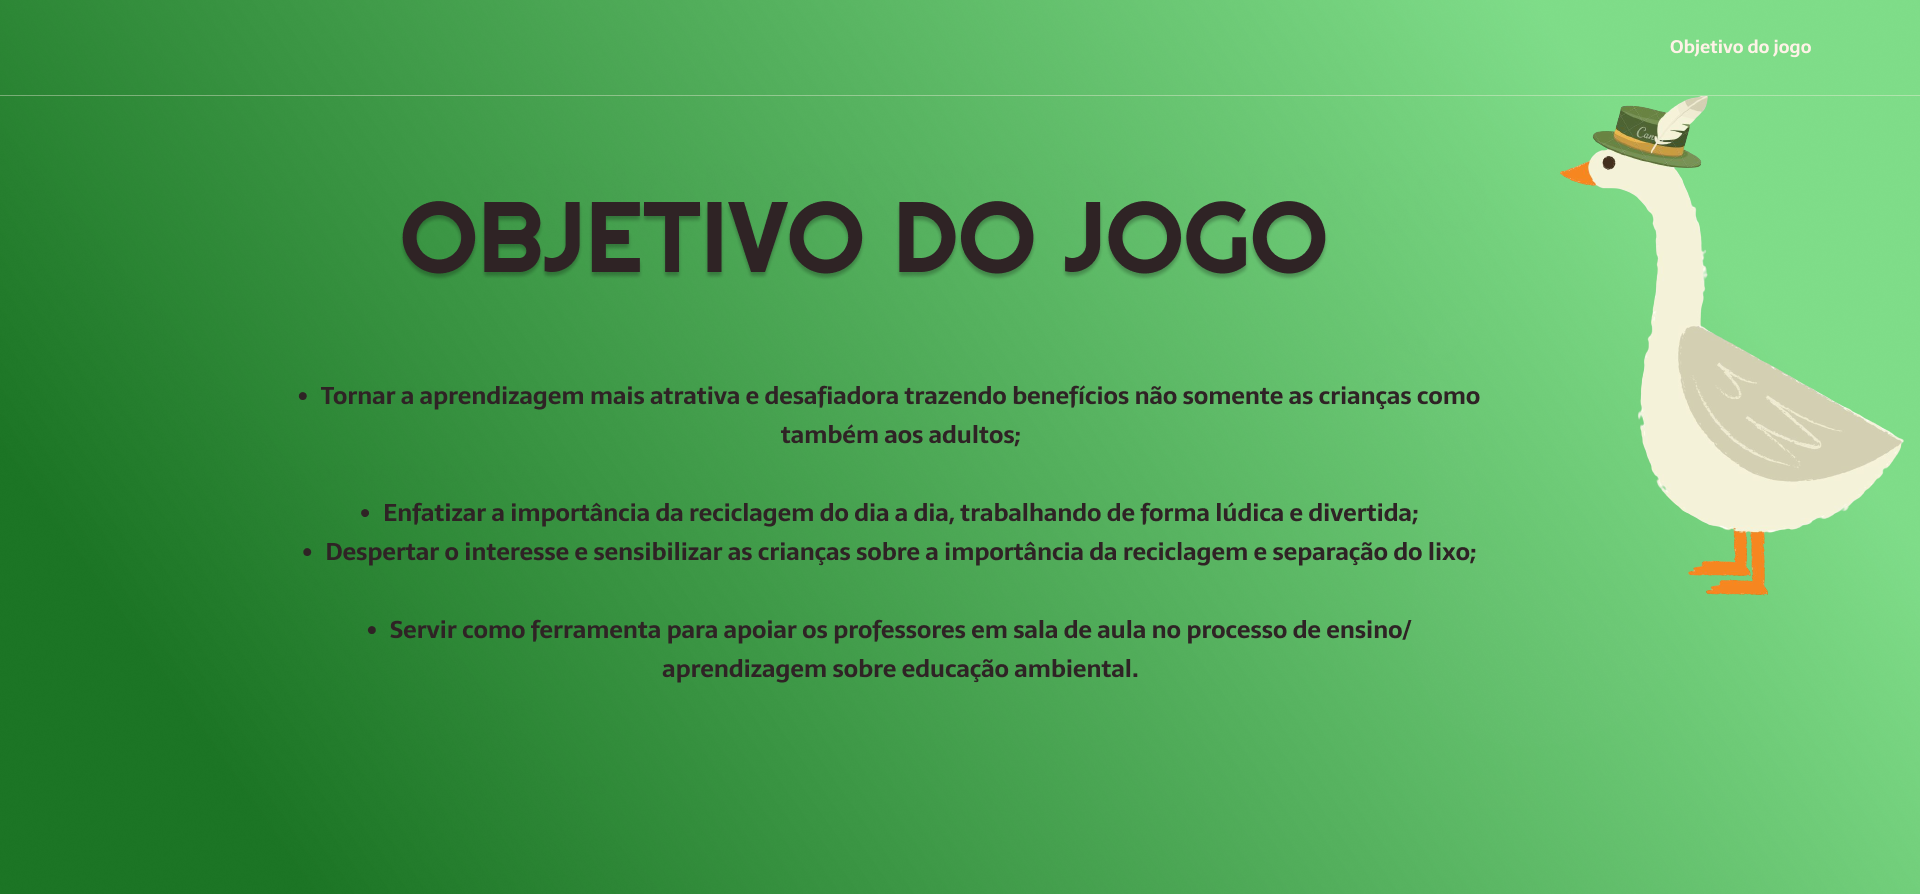 Objetivo do jogo
OBJETIVO DO JOGO
• Tornar a aprendizagem mais atrativa e desafiadora trazendo benefícios não somente as crianças como
também aos adultos;
• Enfatizar a importância da reciclagem do dia a dia, trabalhando de forma lúdica e divertida;
• Despertar o interesse e sensibilizar as crianças sobre a importância da reciclagem e separação do lixo;
• Servir como ferramenta para apoiar os professores em sala de aula no processo de ensino/
aprendizagem sobre educação ambiental.